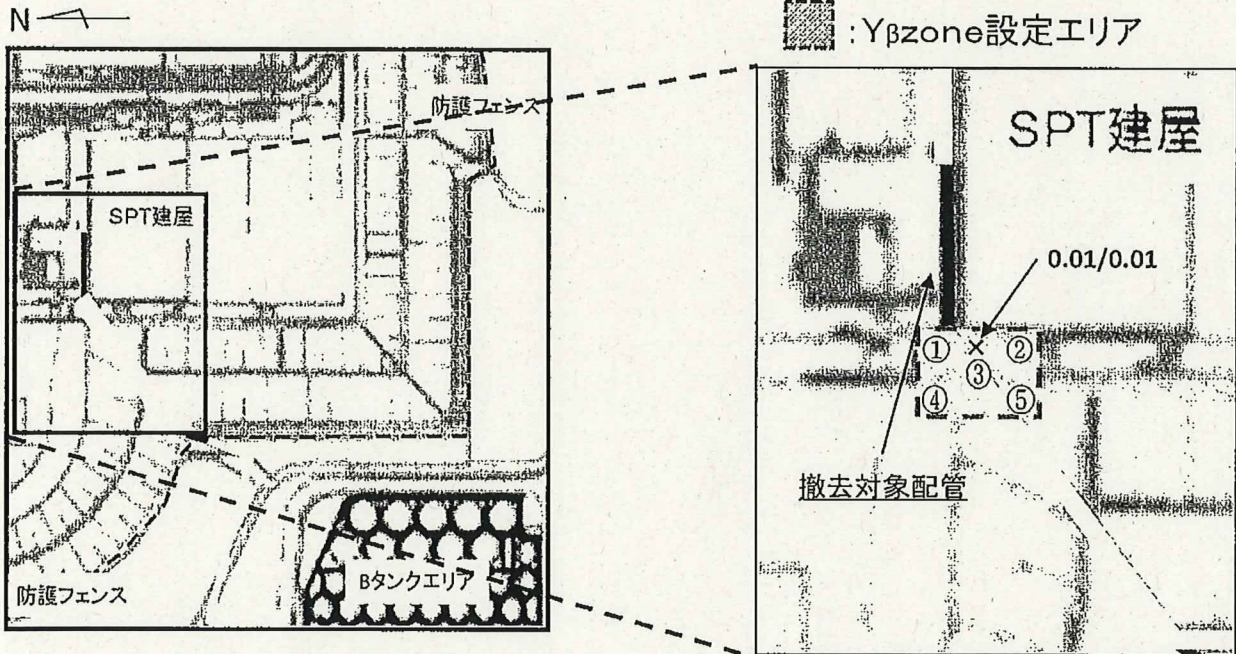 N
:Yβzone設定エリア
防護フェンス
SPT建屋
SPT建屋
0.01/0.01
① × ②
③
④ ⑤
撤去対象配管
Bタンクエリア
防護フェンス